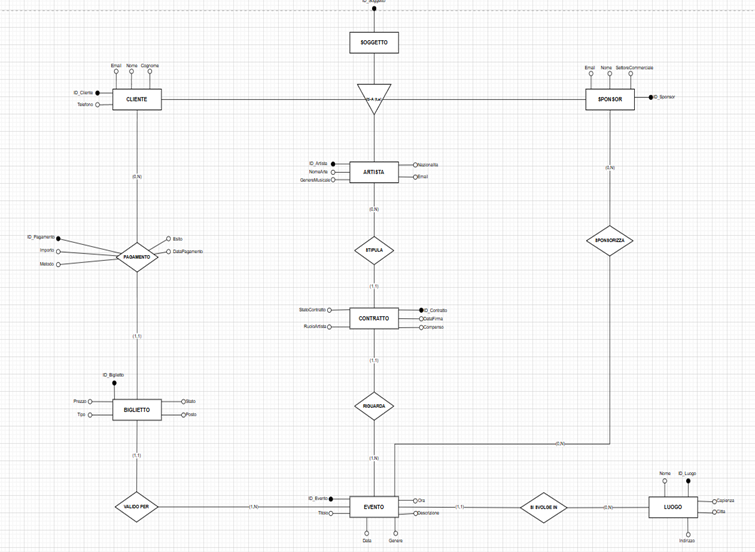 ID_Soggetto
SOGGETTO
Email Nome Cognome
Email Nome SettoreCommerciale
ID_Cliente
CLIENTE
Telefono
SPONSOR
ID_Sponsor
ID_Artista
NomeArte
GenereMusicale
ARTISTA
Nazionalita
Email
(0,N)
(0,N)
(0,N)
ID_Pagamento
Importo
Metodo
PAGAMENTO
Esito
DataPagamento
STIPULA
SPONSORIZZA
(1,1)
StatoContratto
RuoloArtista
CONTRATTO
ID_Contratto
DataFirma
Compenso
(1,1)
(1,1)
ID_Biglietto
Prezzo
Tipo
BIGLIETTO
Stato
Posto
RIGUARDA
(0,N)
(1,1)
(1,N)
Nome ID_Luogo
VALIDO PER
(1,N)
ID_Evento
Titolo
EVENTO
Ora
Descrizione
(1,1)
SI SVOLGE IN
(0,N)
LUOGO
Capienza
Citta
Data Genere
Indirizzo